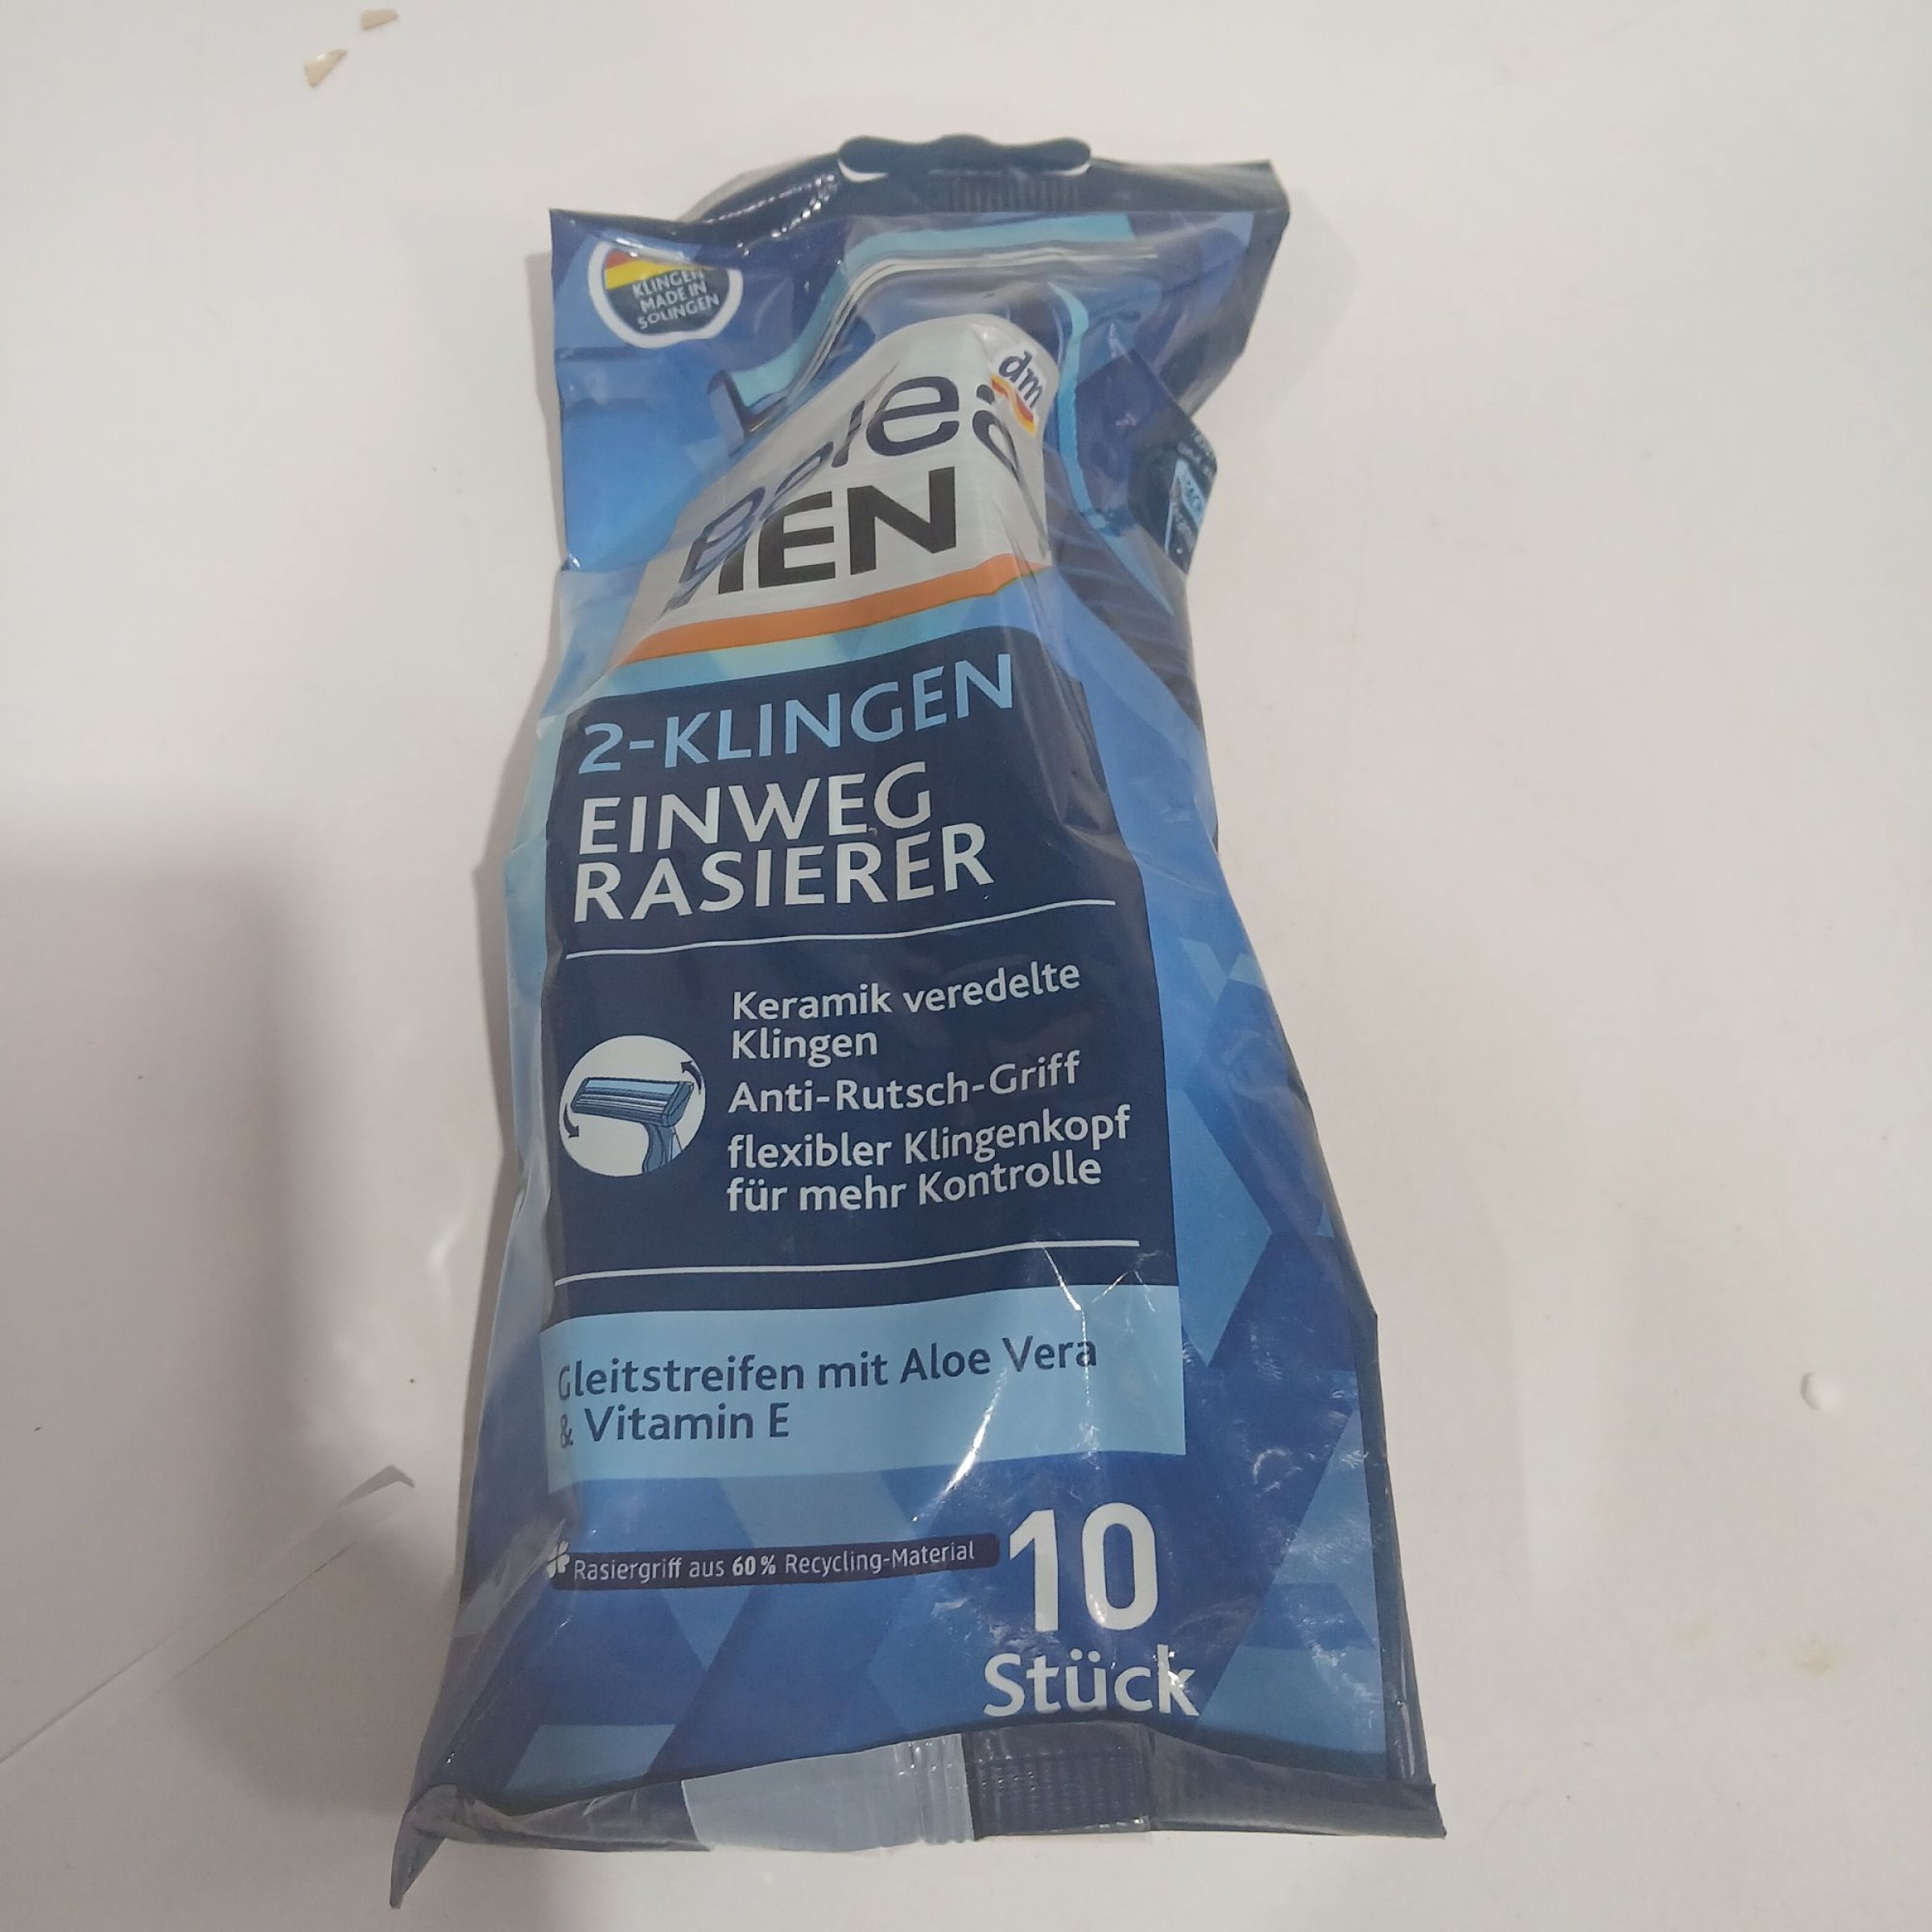 KLINGEN
MADE IN
SOLINGEN
dm
Balea
MEN
2-KLINGEN
EINWEG
RASIERER
Keramik veredelte
Klingen
Anti-Rutsch-Griff
flexibler Klingenkopf
für mehr Kontrolle
Gleitstreifen mit Aloe Vera
& Vitamin E
Rasiergriff aus 60% Recycling-Material
10
Stück